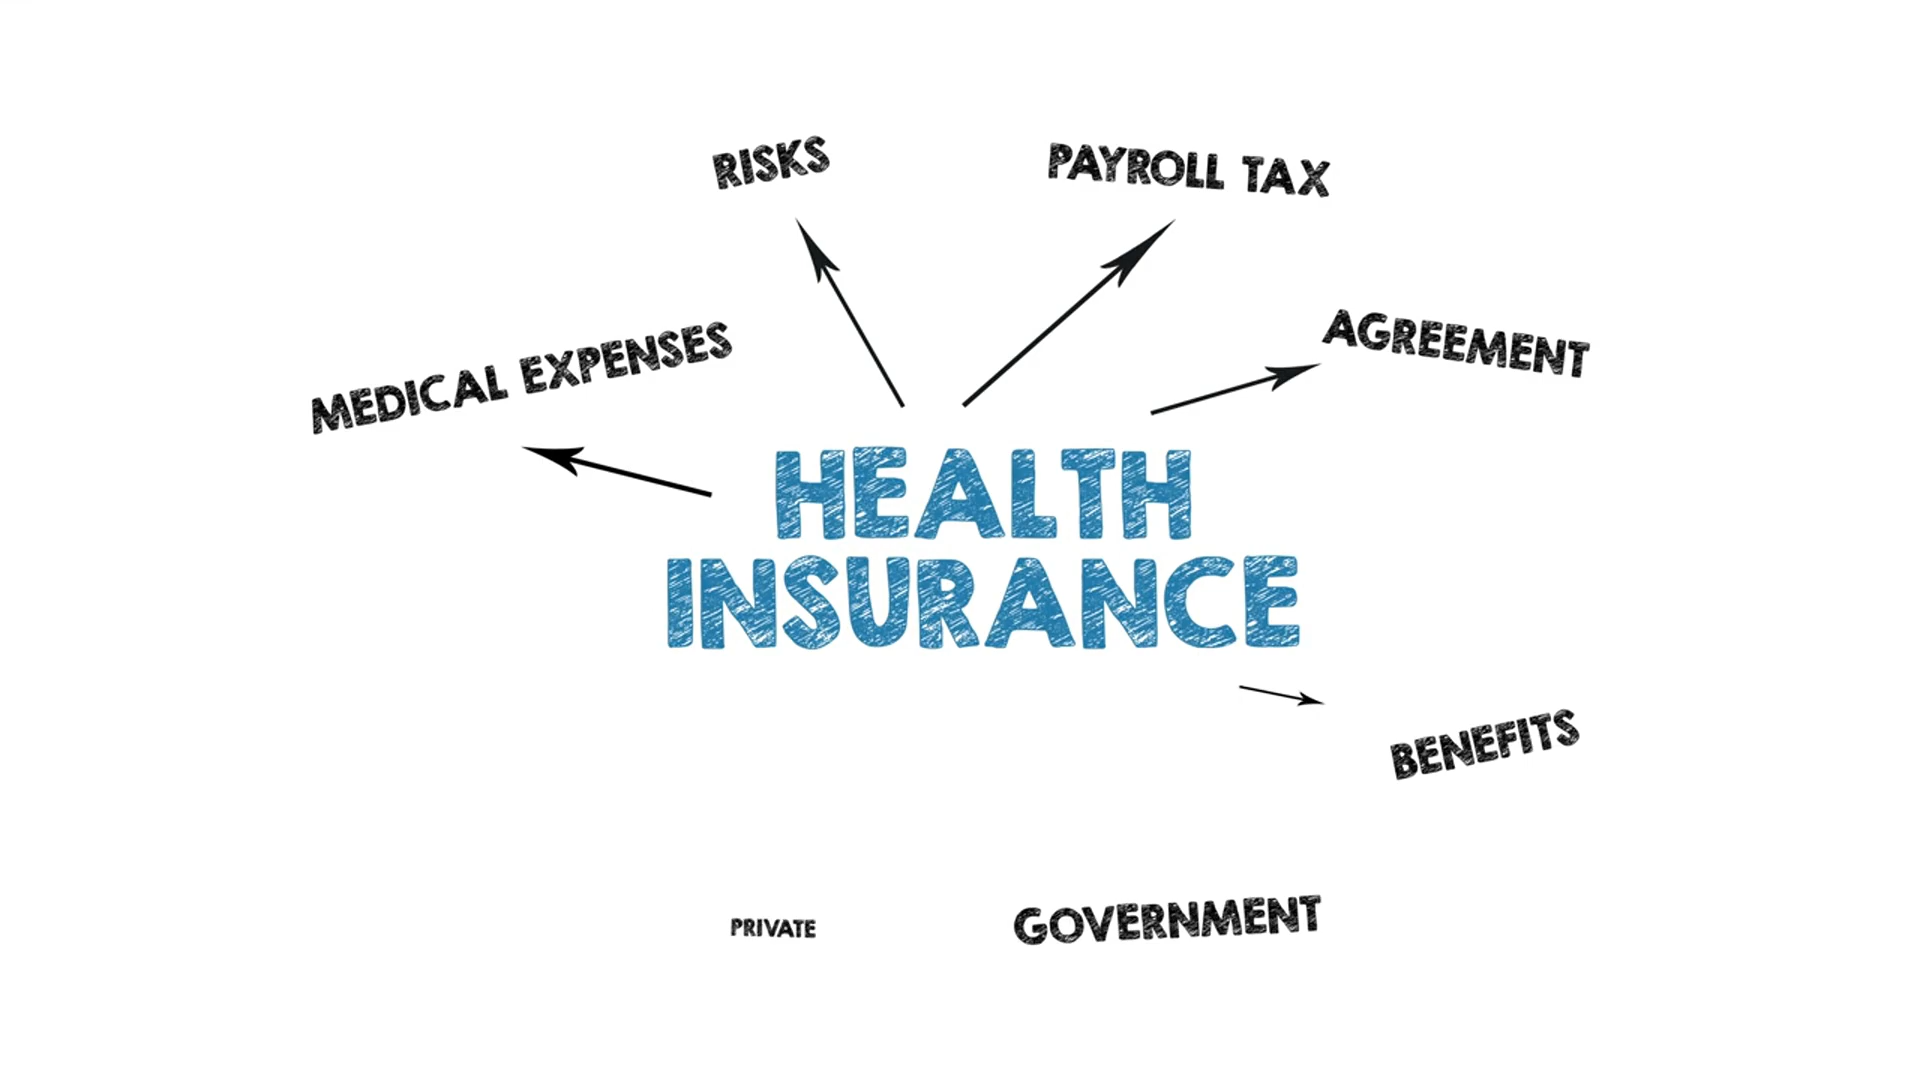 RISKS
PAYROLL TAX
AGREEMENT
MEDICAL EXPENSES
HEALTH
INSURANCE
BENEFITS
PRIVATE
GOVERNMENT